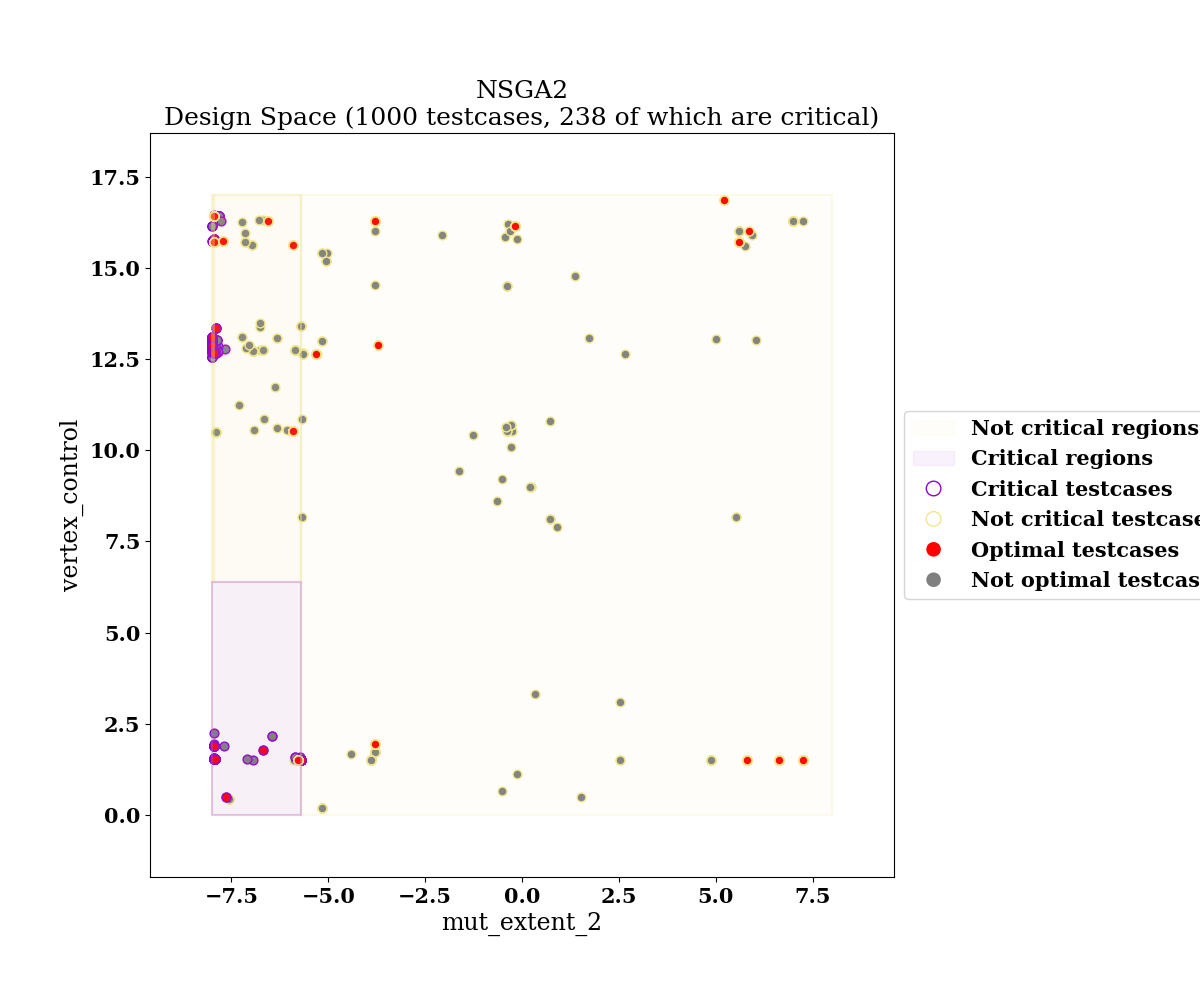 NSGA2
Design Space (1000 testcases, 238 of which are critical)
17.5
15.0
12.5
10.0
7.5
5.0
2.5
0.0
vertex_control
−7.5
−5.0
−2.5
0.0
2.5
5.0
7.5
mut_extent_2
Not critical regions
Critical regions
Critical testcases
Not critical testcase
Optimal testcases
Not optimal testcas